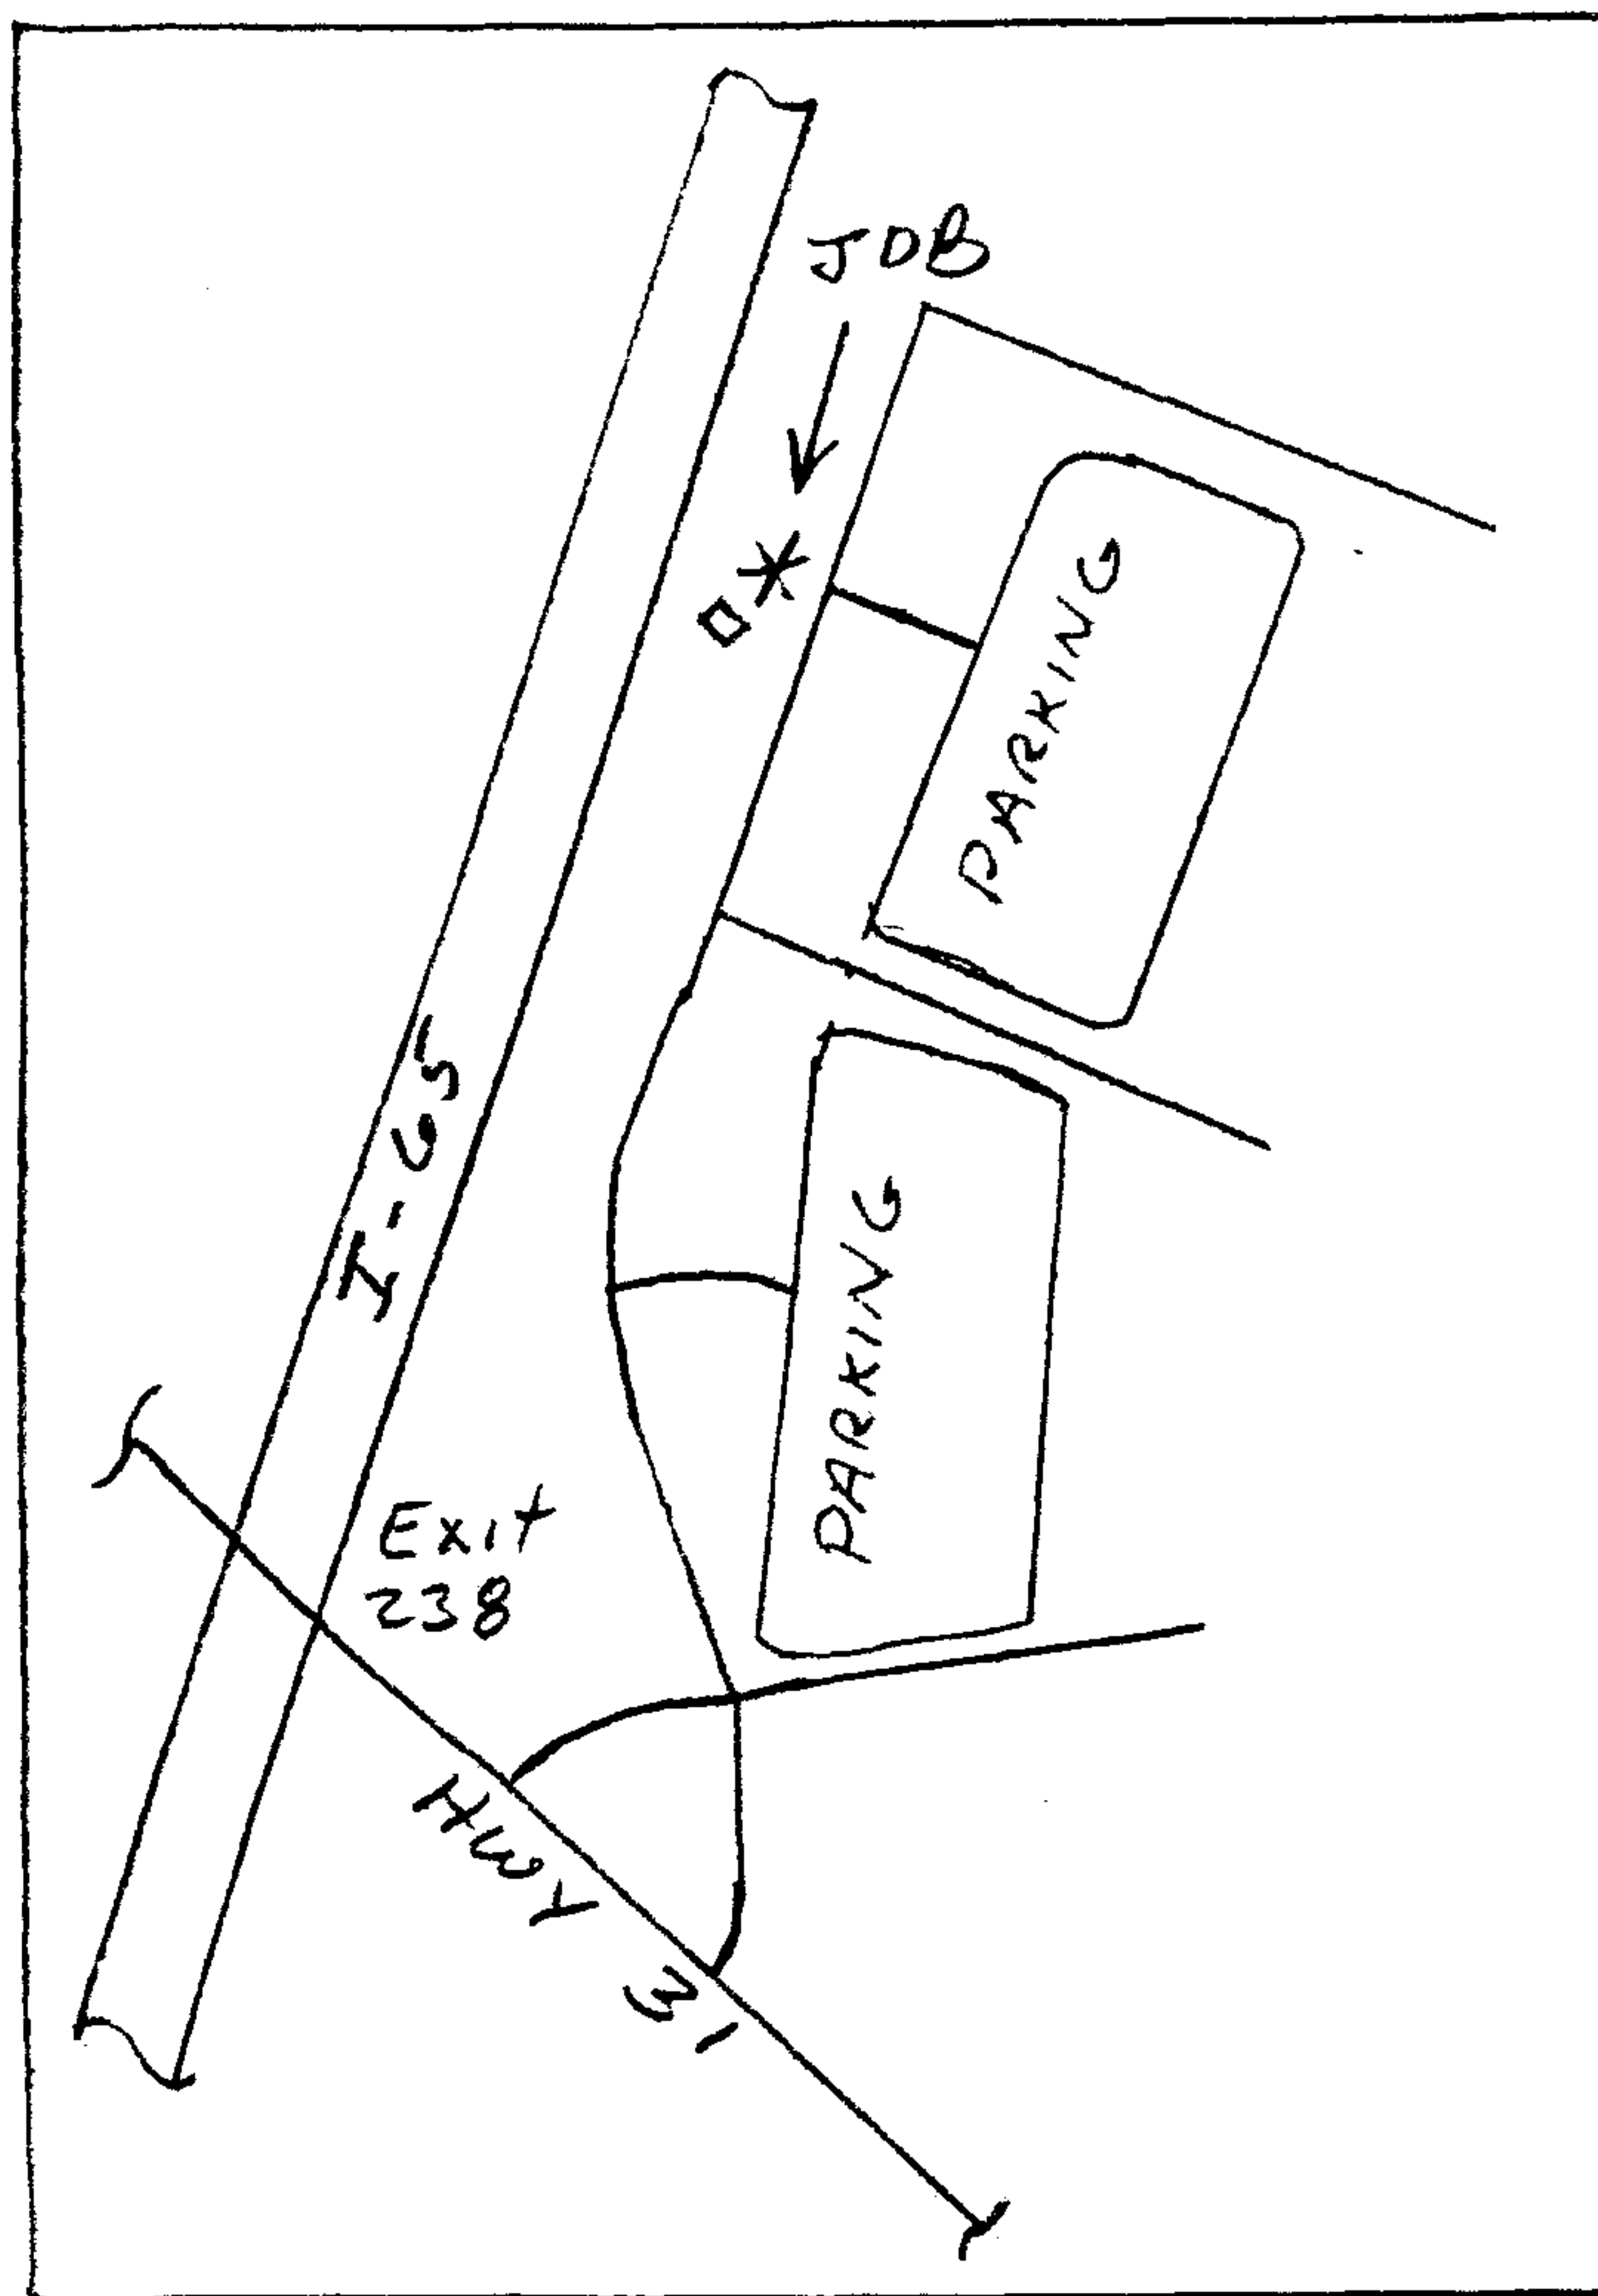 JOB
PARKING
I-65
PARKING
Exit
238
HWY 31